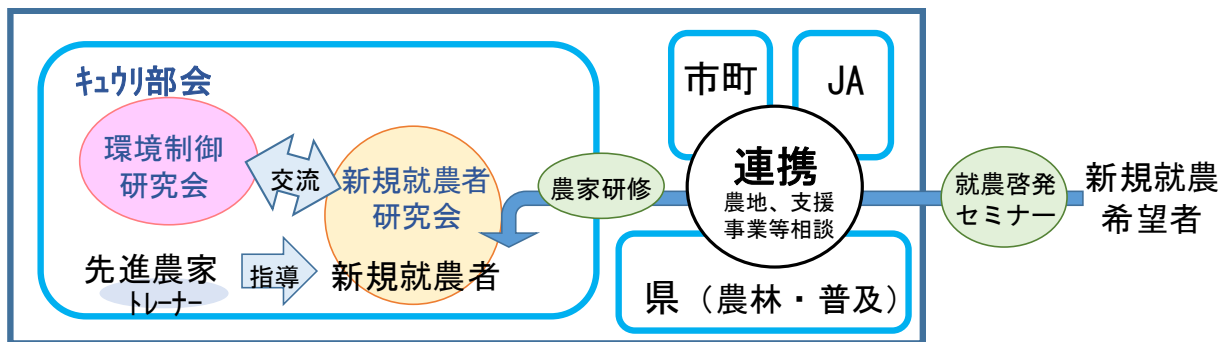 ｷｭｳﾘ部会
環境制御
研究会
交流
新規就農者
研究会
先進農家
ﾄﾚｰﾅｰ
指導
新規就農者
農家研修
市町
JA
連携
農地、支援
事業等相談
県（農林・普及）
就農啓発
セミナー
新規就農
希望者